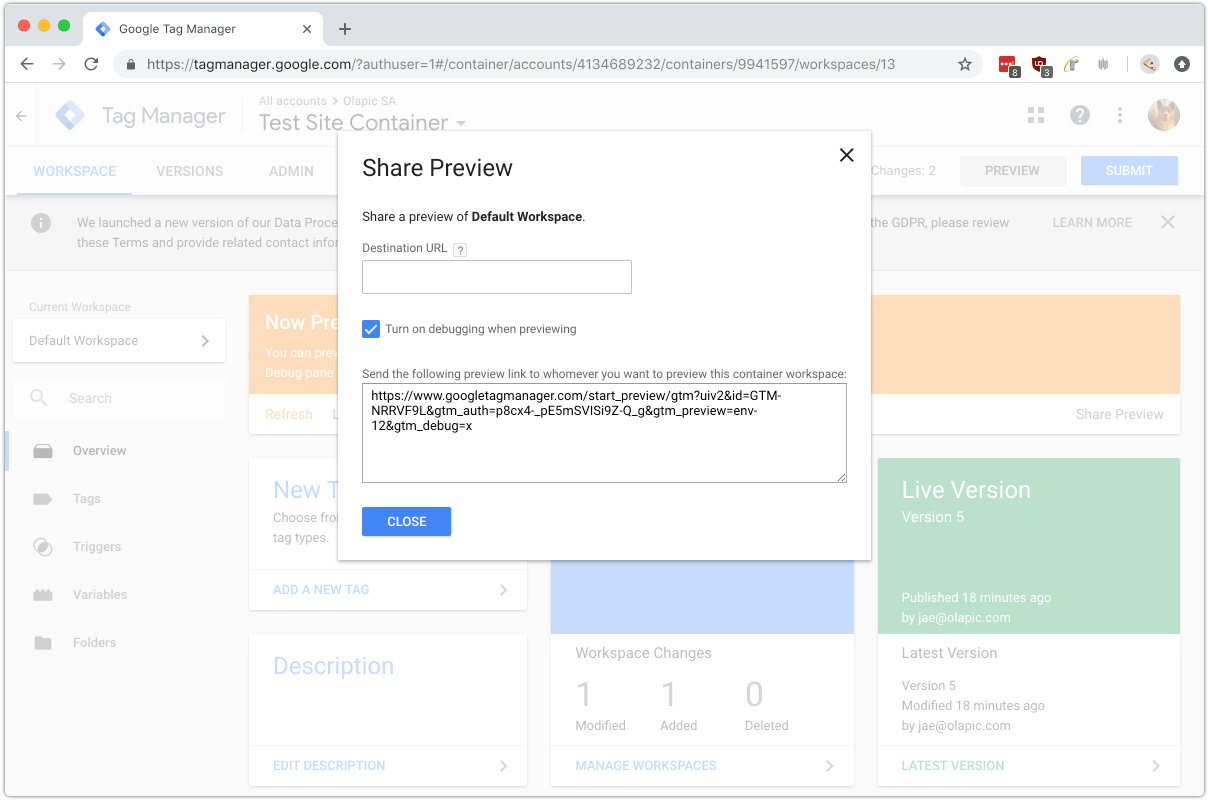 Google Tag Manager
https://tagmanager.google.com/?authuser=1#/container/accounts/4134689232/containers/9941597/workspaces/13
8
3
All accounts > Olapic SA
Tag Manager
Test Site Container
WORKSPACE
VERSIONS
ADMIN
Changes: 2
PREVIEW
SUBMIT
We launched a new version of our Data Proce
the GDPR, please review
LEARN MORE
these Terms and provide related contact infor
Share Preview
Share a preview of Default Workspace.
Destination URL ?
Turn on debugging when previewing
Send the following preview link to whomever you want to preview this container workspace:
https://www.googletagmanager.com/start_preview/gtm?uiv2&id=GTM-
NRRVF9L&gtm_auth=p8cx4-_pE5mSVISi9Z-Q_g&gtm_preview=env-
12&gtm_debug=x
CLOSE
Current Workspace
Default Workspace
Search
Overview
Tags
Triggers
Variables
Folders
Now Pre
You can prev
Debug pane
Refresh
Share Preview
New T
Choose fro
tag types.
ADD A NEW TAG
Description
EDIT DESCRIPTION
Workspace Changes
1 1 0
Modified Added Deleted
MANAGE WORKSPACES
Live Version
Version 5
Published 18 minutes ago
by jae@olapic.com
Latest Version
Version 5
Modified 18 minutes ago
by jae@olapic.com
LATEST VERSION